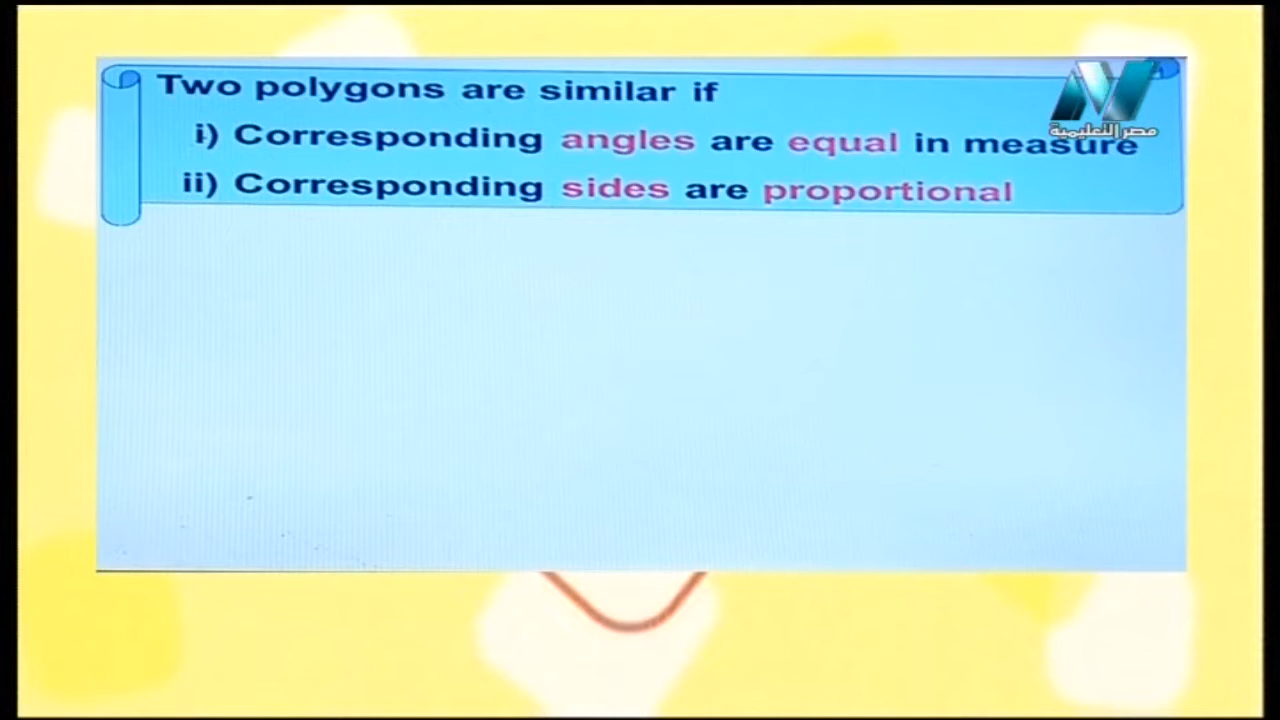 Two polygons are similar if
i) Corresponding angles are equal in measure
ii) Corresponding sides are proportional
مصر التعليمية